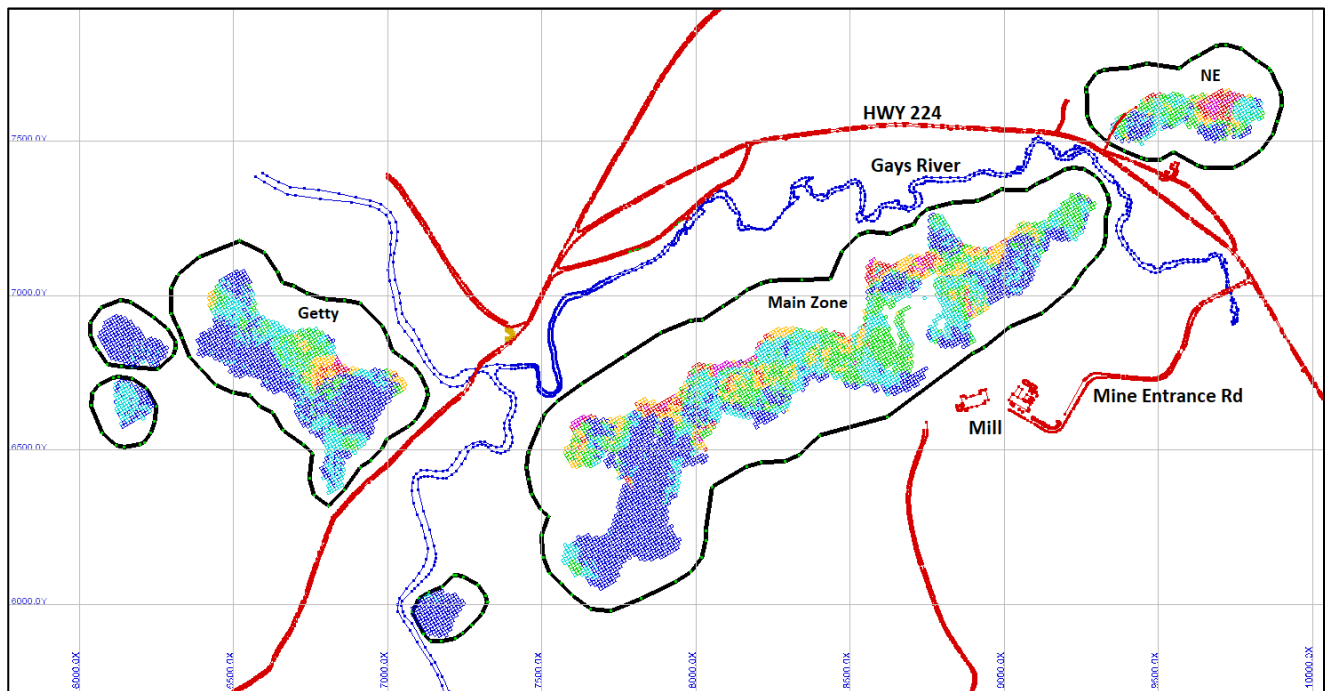 NE
HWY 224
7500.0Y
Gays River
7000.0Y
Main Zone
Getty
Mine Entrance Rd
Mill
6500.0Y
6000.0Y
6000.0X
6500.0X
7000.0X
7500.0X
8000.0X
8500.0X
9000.0X
9500.0X
10000.0X